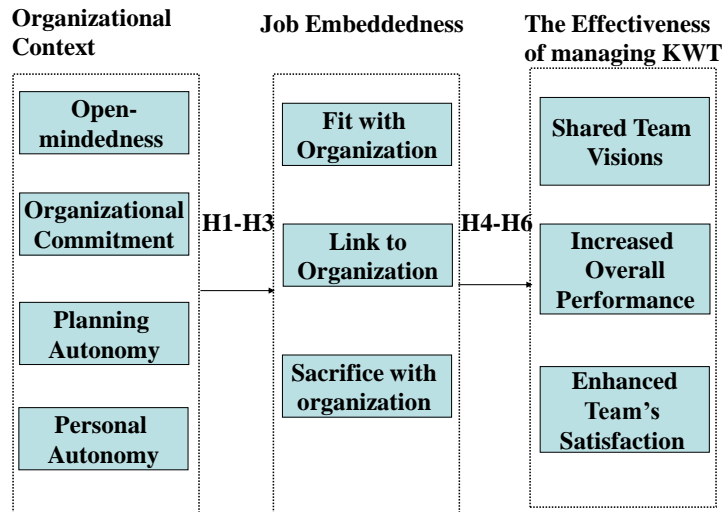 Organizational
Context
Open-
mindedness
Organizational
Commitment
Planning
Autonomy
Personal
Autonomy
H1-H3
Job Embeddedness
Fit with
Organization
Link to
Organization
Sacrifice with
organization
H4-H6
The Effectiveness
of managing KWT
Shared Team
Visions
Increased
Overall
Performance
Enhanced
Team’s
Satisfaction